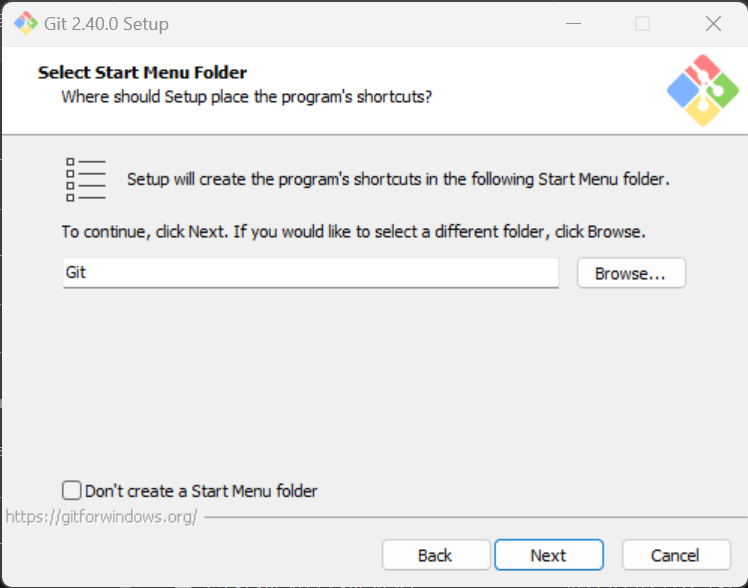 Git 2.40.0 Setup
Select Start Menu Folder
Where should Setup place the program's shortcuts?
Setup will create the program's shortcuts in the following Start Menu folder.
To continue, click Next. If you would like to select a different folder, click Browse.
Git
Browse...
Don't create a Start Menu folder
https://gitforwindows.org/
Back
Next
Cancel